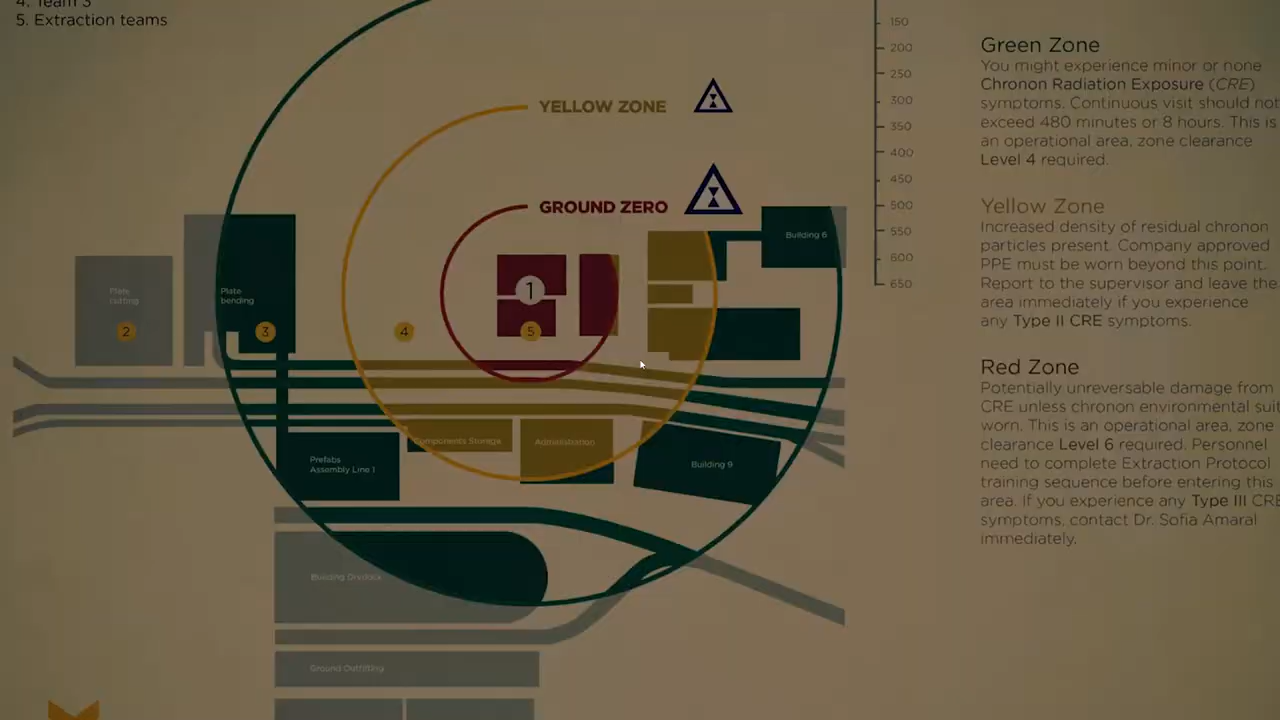 4. Team 3
5. Extraction teams
150
200
250
300
350
400
450
500
550
600
650
YELLOW ZONE
GROUND ZERO
Building 6
Plate
cutting
Plate
bending
1
2
3
4
5
Components Storage
Administration
Prefabs
Assembly Line 1
Building 9
Building Drydock
Ground Outfitting
Green Zone
You might experience minor or none
Chronon Radiation Exposure (CRE)
symptoms. Continuous visit should not
exceed 480 minutes or 8 hours. This is
an operational area, zone clearance
Level 4 required.
Yellow Zone
Increased density of residual chronon
particles present. Company approved
PPE must be worn beyond this point.
Report to the supervisor and leave the
area immediately if you experience
any Type II CRE symptoms.
Red Zone
Potentially unreversable damage from
CRE unless chronon environmental suit
worn. This is an operational area, zone
clearance Level 6 required. Personnel
need to complete Extraction Protocol
training sequence before entering this
area. If you experience any Type III CRE
symptoms, contact Dr. Sofia Amaral
immediately.